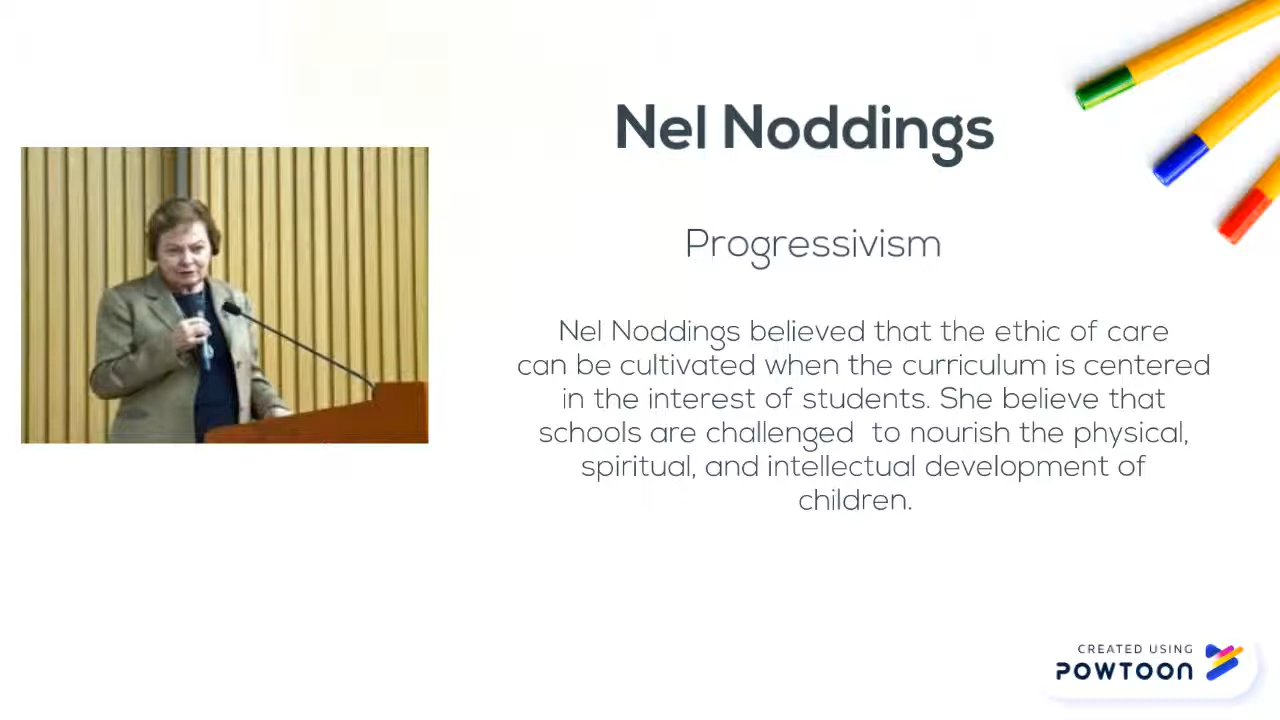 Nel Noddings
Progressivism
Nel Noddings believed that the ethic of care
can be cultivated when the curriculum is centered
in the interest of students. She believe that
schools are challenged  to nourish the physical,
spiritual, and intellectual development of
children.
CREATED USING
POWTOON